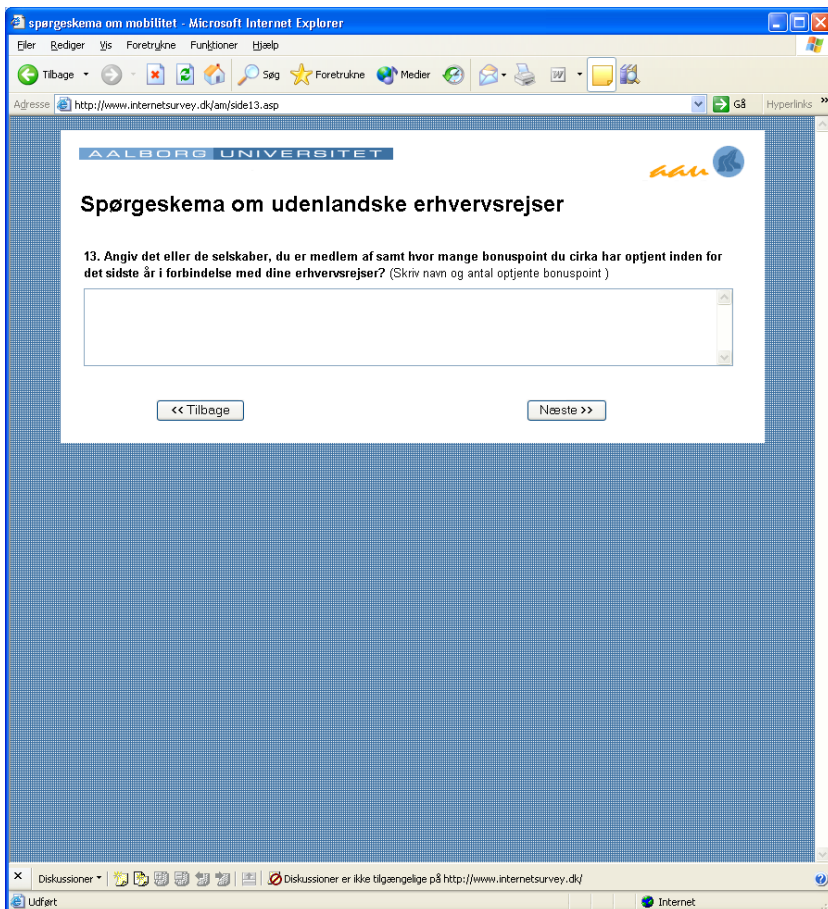 spørgeskema om mobilitet - Microsoft Internet Explorer
Filer Rediger Vis Foretrukne Funktioner Hjælp
Tilbage Søg Foretrukne Medier
Adresse http://www.internetsurvey.dk/am/side13.asp Gå Hyperlinks »
AALBORG UNIVERSITET
aau
Spørgeskema om udenlandske erhvervsrejser
13. Angiv det eller de selskaber, du er medlem af samt hvor mange bonuspoint du cirka har optjent inden for
det sidste år i forbindelse med dine erhvervsrejser? (Skriv navn og antal optjente bonuspoint )
<< Tilbage Næste >>
Diskussioner Diskussioner er ikke tilgængelige på http://www.internetsurvey.dk/
Udført Internet